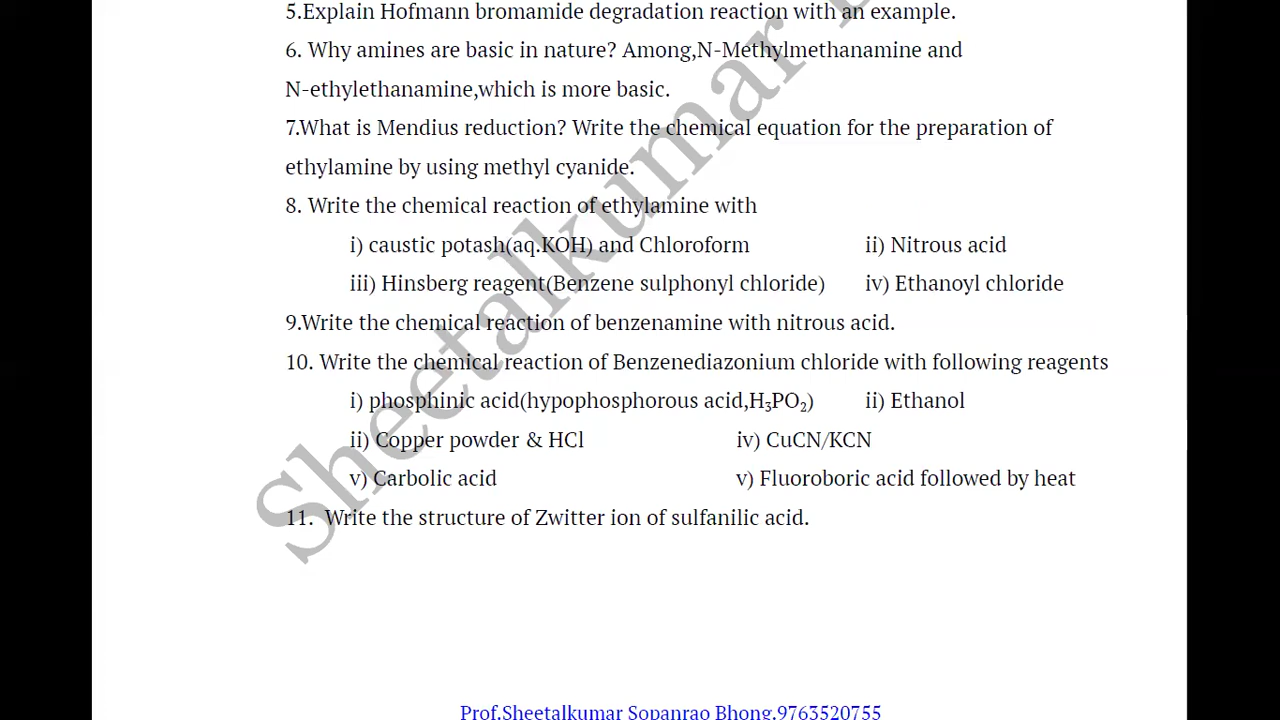 5.Explain Hofmann bromamide degradation reaction with an example.
6. Why amines are basic in nature? Among,N-Methylmethanamine and
N-ethylethanamine,which is more basic.
7.What is Mendius reduction? Write the chemical equation for the preparation of
ethylamine by using methyl cyanide.
8. Write the chemical reaction of ethylamine with
i) caustic potash(aq.KOH) and Chloroform ii) Nitrous acid
iii) Hinsberg reagent(Benzene sulphonyl chloride) iv) Ethanoyl chloride
9.Write the chemical reaction of benzenamine with nitrous acid.
10. Write the chemical reaction of Benzenediazonium chloride with following reagents
i) phosphinic acid(hypophosphorous acid,H₃PO₂) ii) Ethanol
ii) Copper powder & HCl iv) CuCN/KCN
v) Carbolic acid v) Fluoroboric acid followed by heat
11. Write the structure of Zwitter ion of sulfanilic acid.
Sheetalkumar
Prof.Sheetalkumar Sopanrao Bhong.9763520755